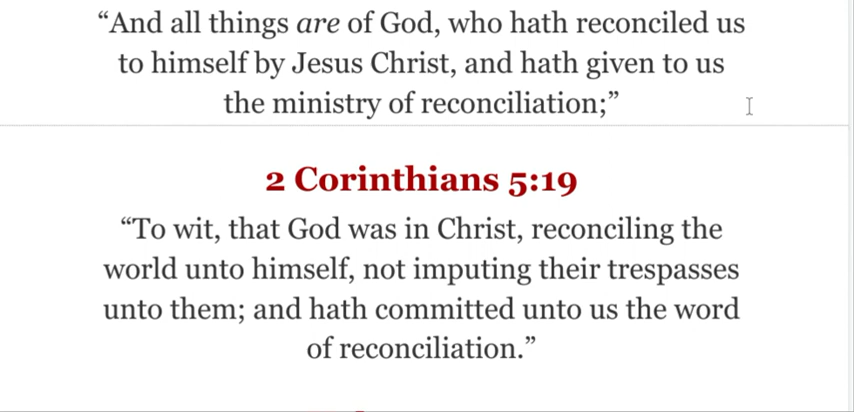 “And all things are of God, who hath reconciled us
to himself by Jesus Christ, and hath given to us
the ministry of reconciliation;”
2 Corinthians 5:19
“To wit, that God was in Christ, reconciling the
world unto himself, not imputing their trespasses
unto them; and hath committed unto us the word
of reconciliation.”